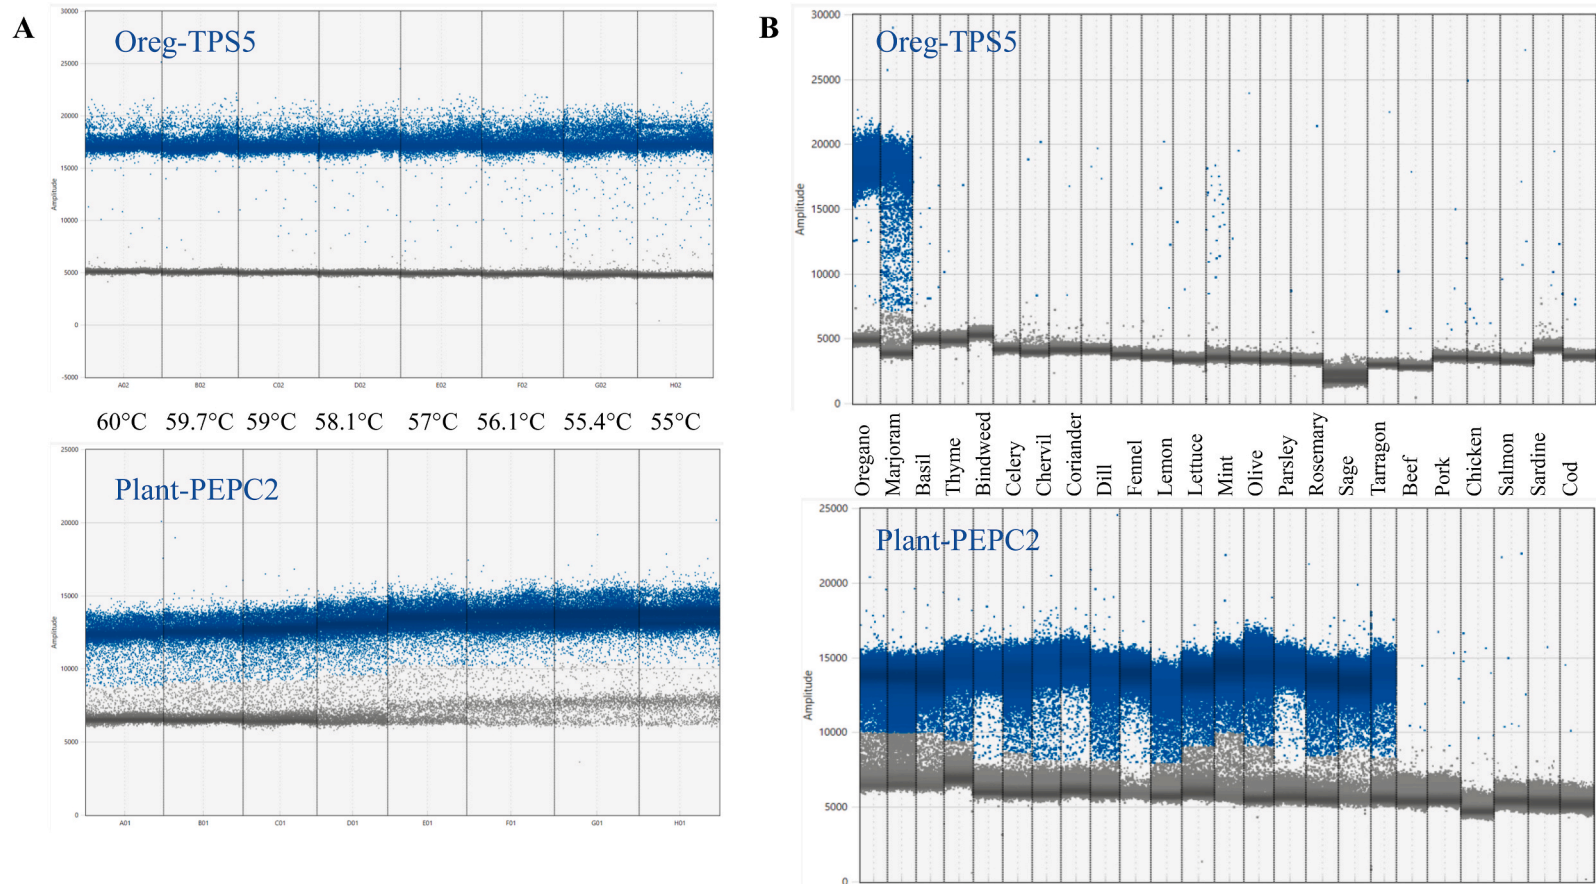 A
30000
Oreg-TPS5
25000
20000
15000
10000
5000
0
-5000
Amplitude
A02 B02 C02 D02 E02 F02 G02 H02
60°C 59.7°C 59°C 58.1°C 57°C 56.1°C 55.4°C 55°C
25000
Plant-PEPC2
20000
15000
10000
5000
0
Amplitude
A01 B01 C01 D01 E01 F01 G01 H01
B
30000
Oreg-TPS5
25000
20000
15000
10000
5000
0
Amplitude
Oregano
Marjoram
Basil
Thyme
Bindweed
Celery
Chervil
Coriander
Dill
Fennel
Lemon
Lettuce
Mint
Olive
Parsley
Rosemary
Sage
Tarragon
Beef
Pork
Chicken
Salmon
Sardine
Cod
25000
Plant-PEPC2
20000
15000
10000
5000
0
Amplitude